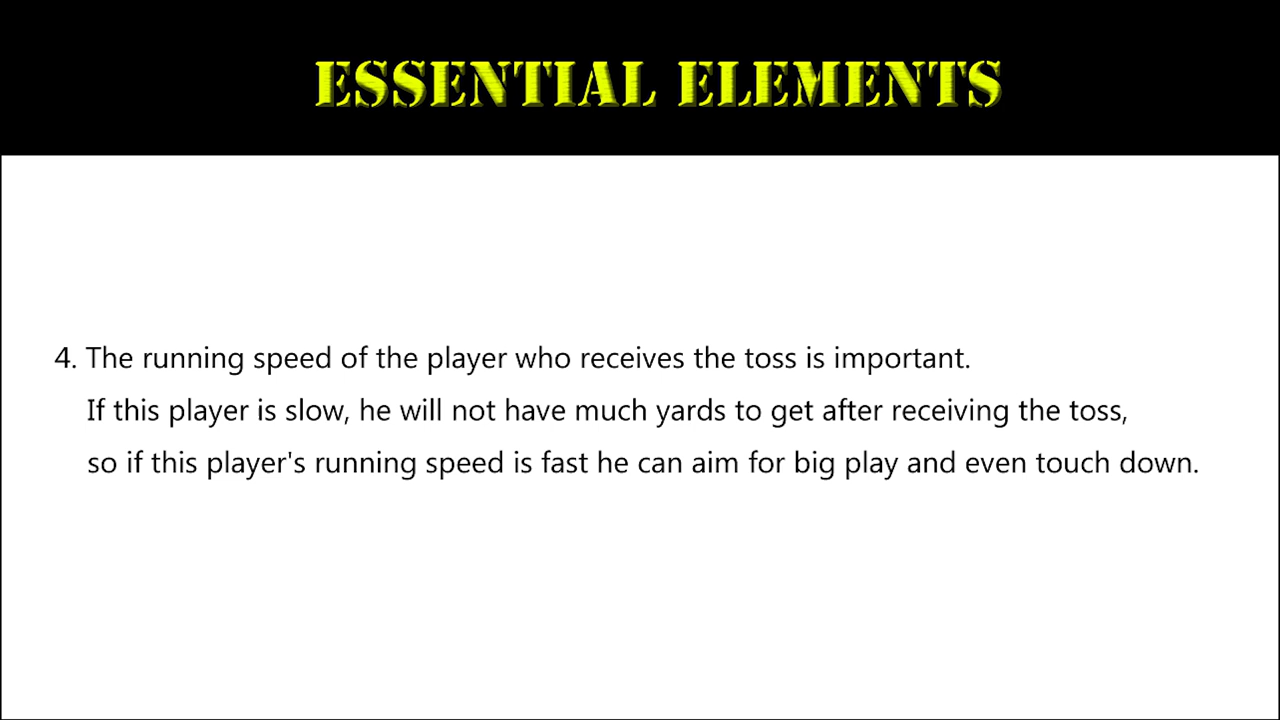 ESSENTIAL ELEMENTS
4. The running speed of the player who receives the toss is important.
If this player is slow, he will not have much yards to get after receiving the toss,
so if this player's running speed is fast he can aim for big play and even touch down.